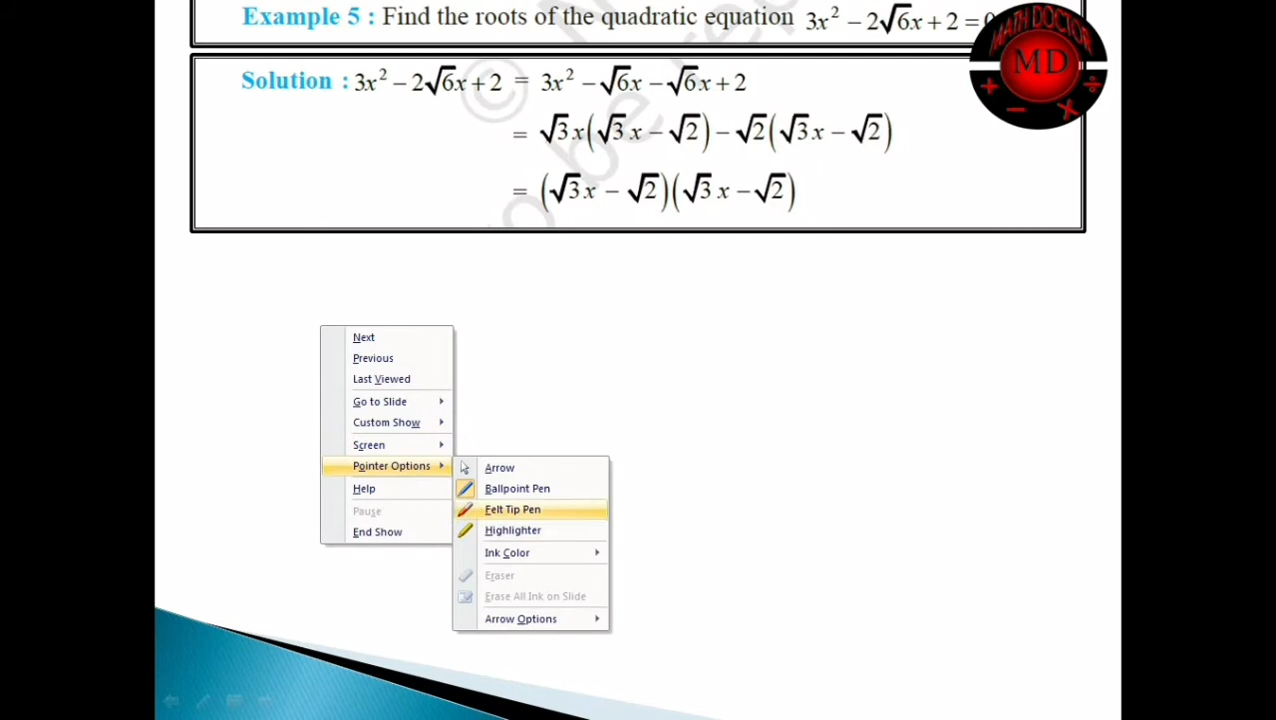 Example 5 : Find the roots of the quadratic equation 3x² − 2√6x + 2 = 0
MATH DOCTOR
MD
Solution : 3x² − 2√6x + 2 = 3x² − √6x − √6x + 2
= √3x(√3x − √2) − √2(√3x − √2)
= (√3x − √2)(√3x − √2)
Next
Previous
Last Viewed
Go to Slide
Custom Show
Screen
Pointer Options
Help
Pause
End Show
Arrow
Ballpoint Pen
Felt Tip Pen
Highlighter
Ink Color
Eraser
Erase All Ink on Slide
Arrow Options